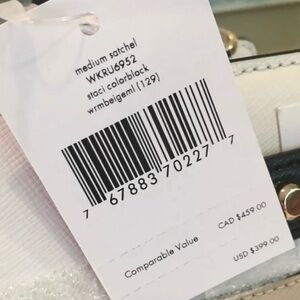 medium satchel
WKRU6952
staci colorblock
wrmbeigeml (129)
7 67883 70227 7
Comparable Value
CAD $459.00
USD $399.00